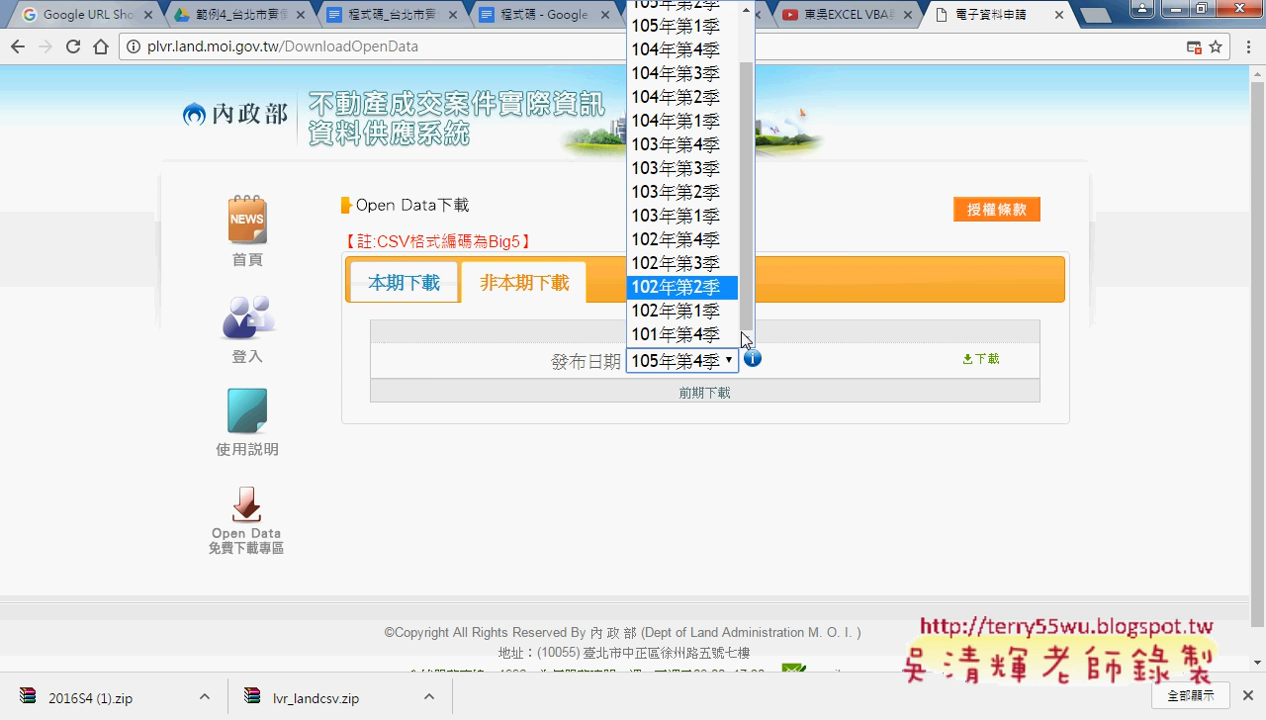 Google URL Sho
範例4_台北市實價
程式碼_台北市實
程式碼 - Google
東吳EXCEL VBA與
電子資料申請
plvr.land.moi.gov.tw/DownloadOpenData
內政部
不動產成交案件實際資訊
資料供應系統
NEWS
首頁
登入
使用說明
Open Data
免費下載專區
Open Data下載
授權條款
【註:CSV格式編碼為Big5】
本期下載
非本期下載
105年第2季
105年第1季
104年第4季
104年第3季
104年第2季
104年第1季
103年第4季
103年第3季
103年第2季
103年第1季
102年第4季
102年第3季
102年第2季
102年第1季
101年第4季
發布日期
105年第4季
下載
前期下載
©Copyright All Rights Reserved By 內 政 部 (Dept of Land Administration M. O. I. )
地址：(10055) 臺北市中正區徐州路五號七樓
http://terry55wu.blogspot.tw
吳清輝老師錄製
2016S4 (1).zip
lvr_landcsv.zip
全部顯示